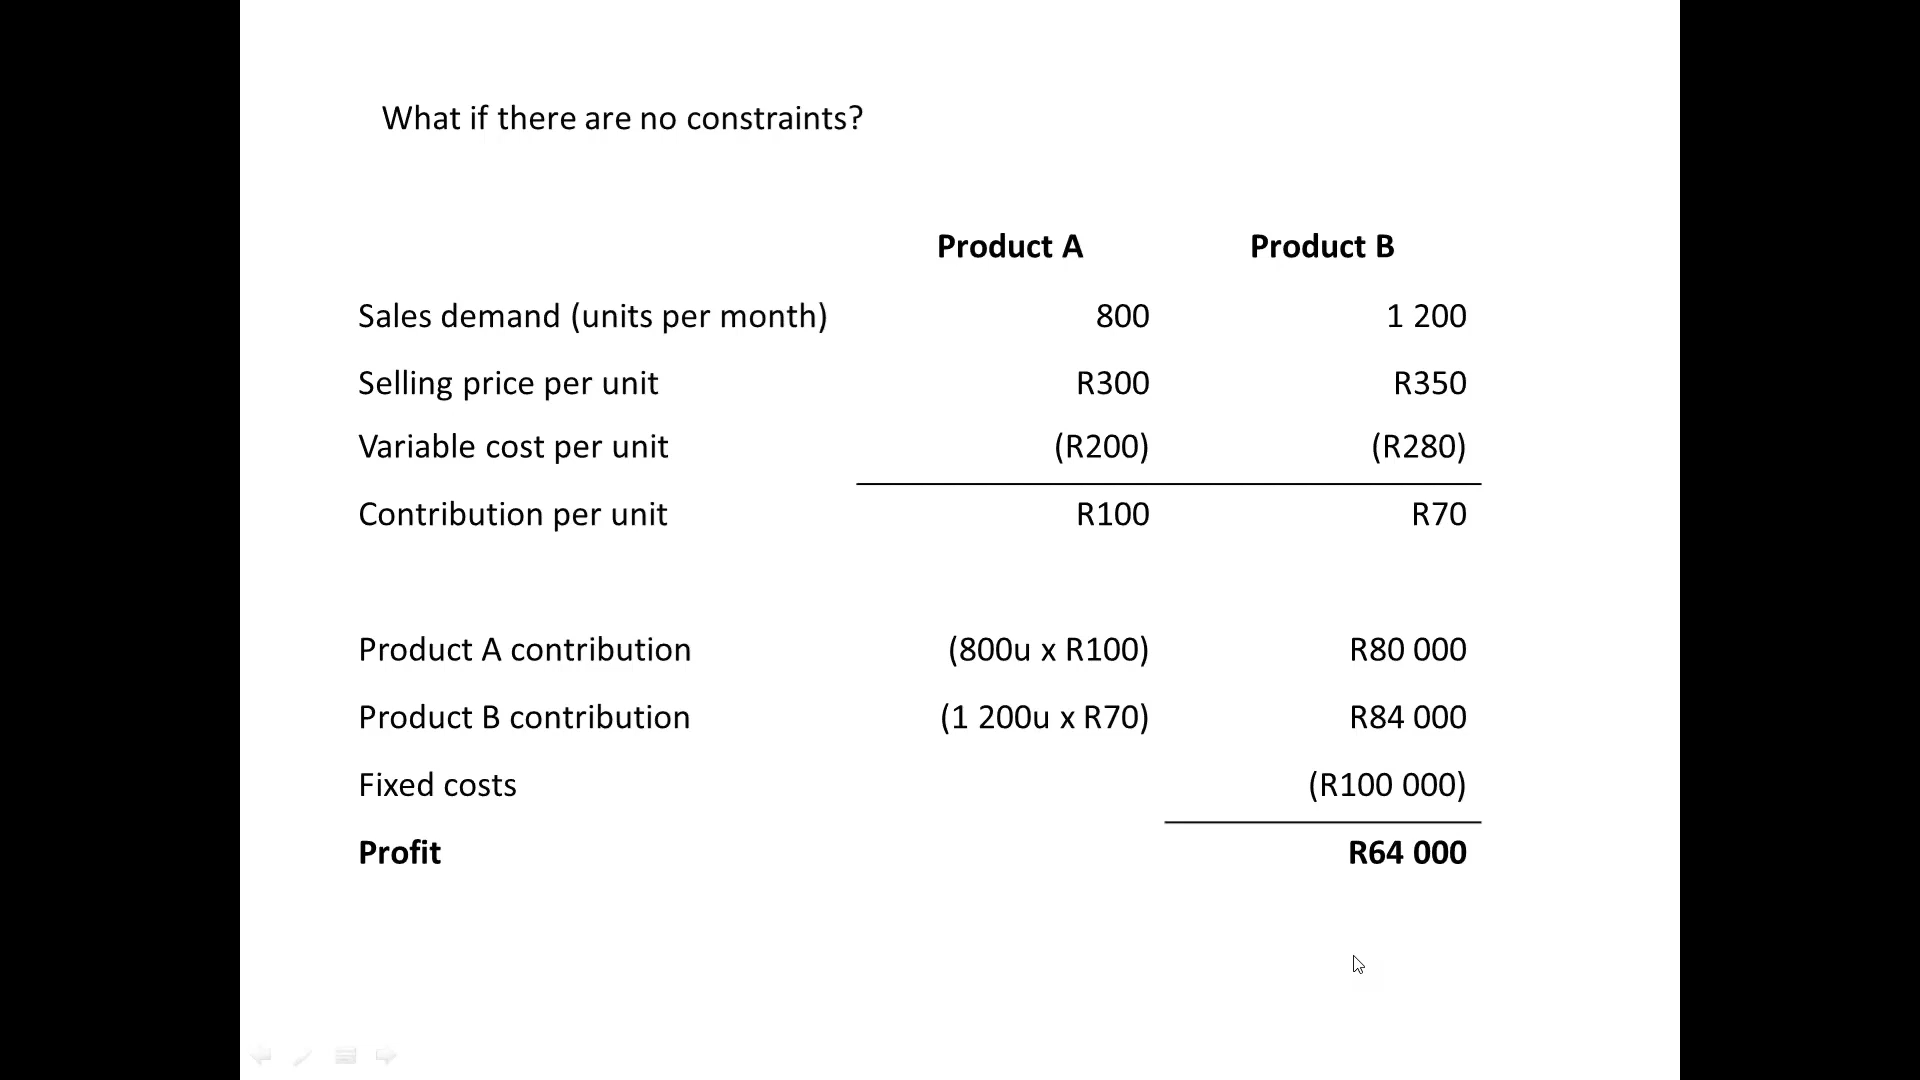 What if there are no constraints?
Product A Product B
Sales demand (units per month) 800 1 200
Selling price per unit R300 R350
Variable cost per unit (R200) (R280)
Contribution per unit R100 R70
Product A contribution (800u x R100) R80 000
Product B contribution (1 200u x R70) R84 000
Fixed costs (R100 000)
Profit R64 000